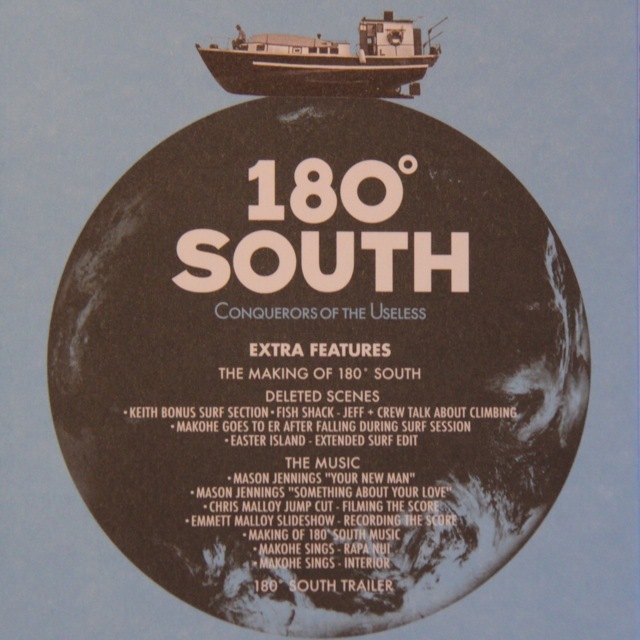 180°
SOUTH
CONQUERORS OF THE USELESS
EXTRA FEATURES
THE MAKING OF 180° SOUTH
DELETED SCENES
• KEITH BONUS SURF SECTION • FISH SHACK - JEFF + CREW TALK ABOUT CLIMBING
• MAKOHE GOES TO ER AFTER FALLING DURING SURF SESSION
• EASTER ISLAND - EXTENDED SURF EDIT
THE MUSIC
• MASON JENNINGS "YOUR NEW MAN"
• MASON JENNINGS "SOMETHING ABOUT YOUR LOVE"
• CHRIS MALLOY JUMP CUT - FILMING THE SCORE
• EMMETT MALLOY SLIDESHOW - RECORDING THE SCORE
• MAKING OF 180° SOUTH MUSIC
• MAKOHE SINGS - RAPA NUI
• MAKOHE SINGS - INTERIOR
180° SOUTH TRAILER